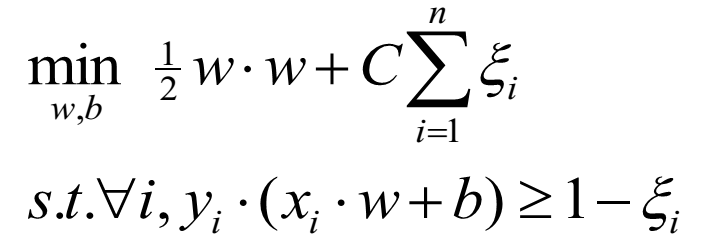 min_{w,b} ½ w · w + C ∑_{i=1}^{n} ξ_i
s.t. ∀i, y_i · (x_i · w + b) ≥ 1 − ξ_i